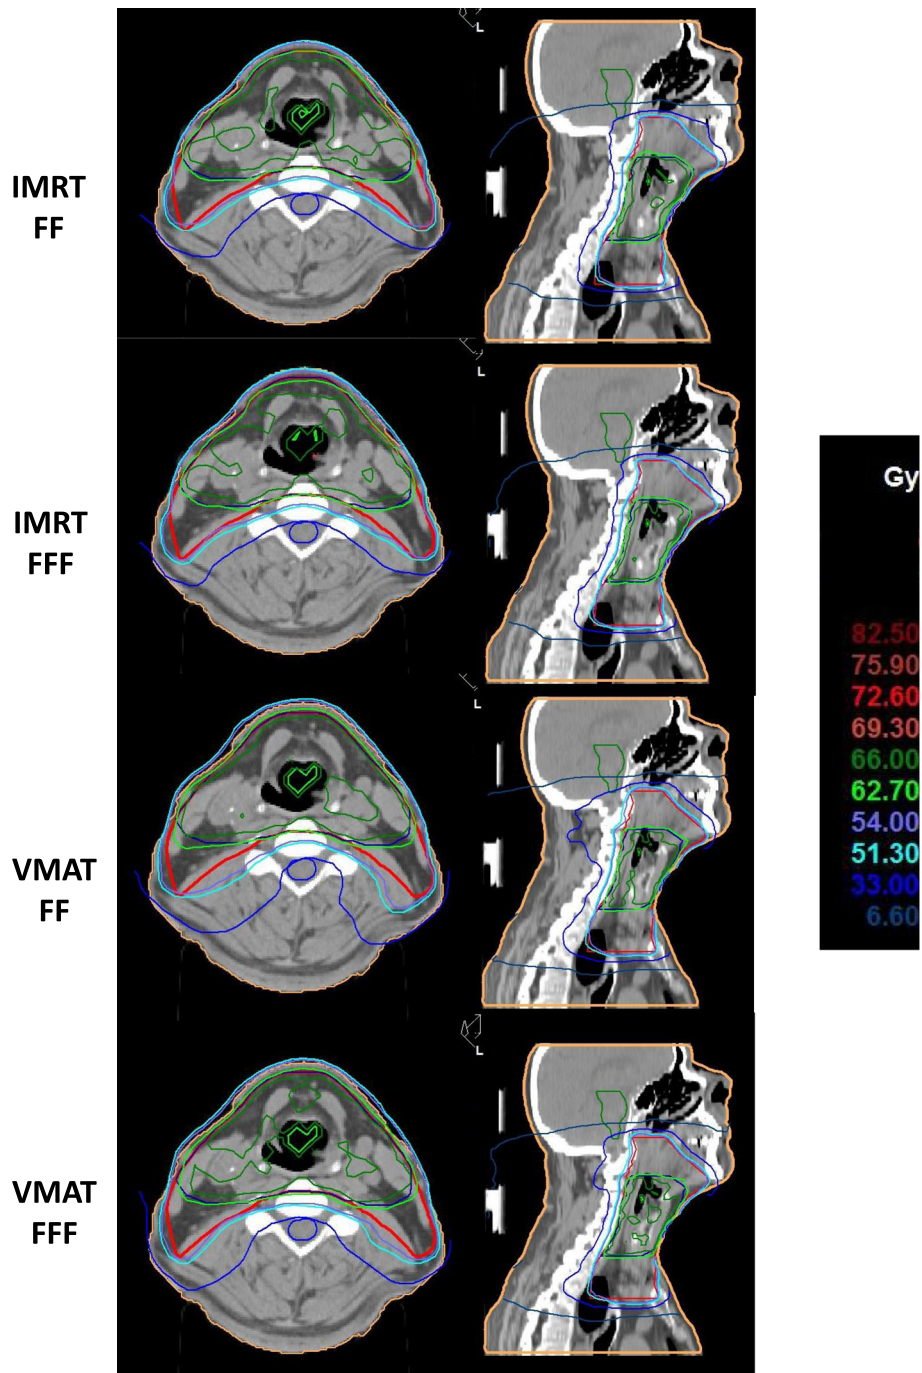 L
IMRT
FF
L
IMRT
FFF
Gy
82.50
75.90
72.60
69.30
66.00
62.70
54.00
51.30
33.00
6.60
L
VMAT
FF
L
VMAT
FFF